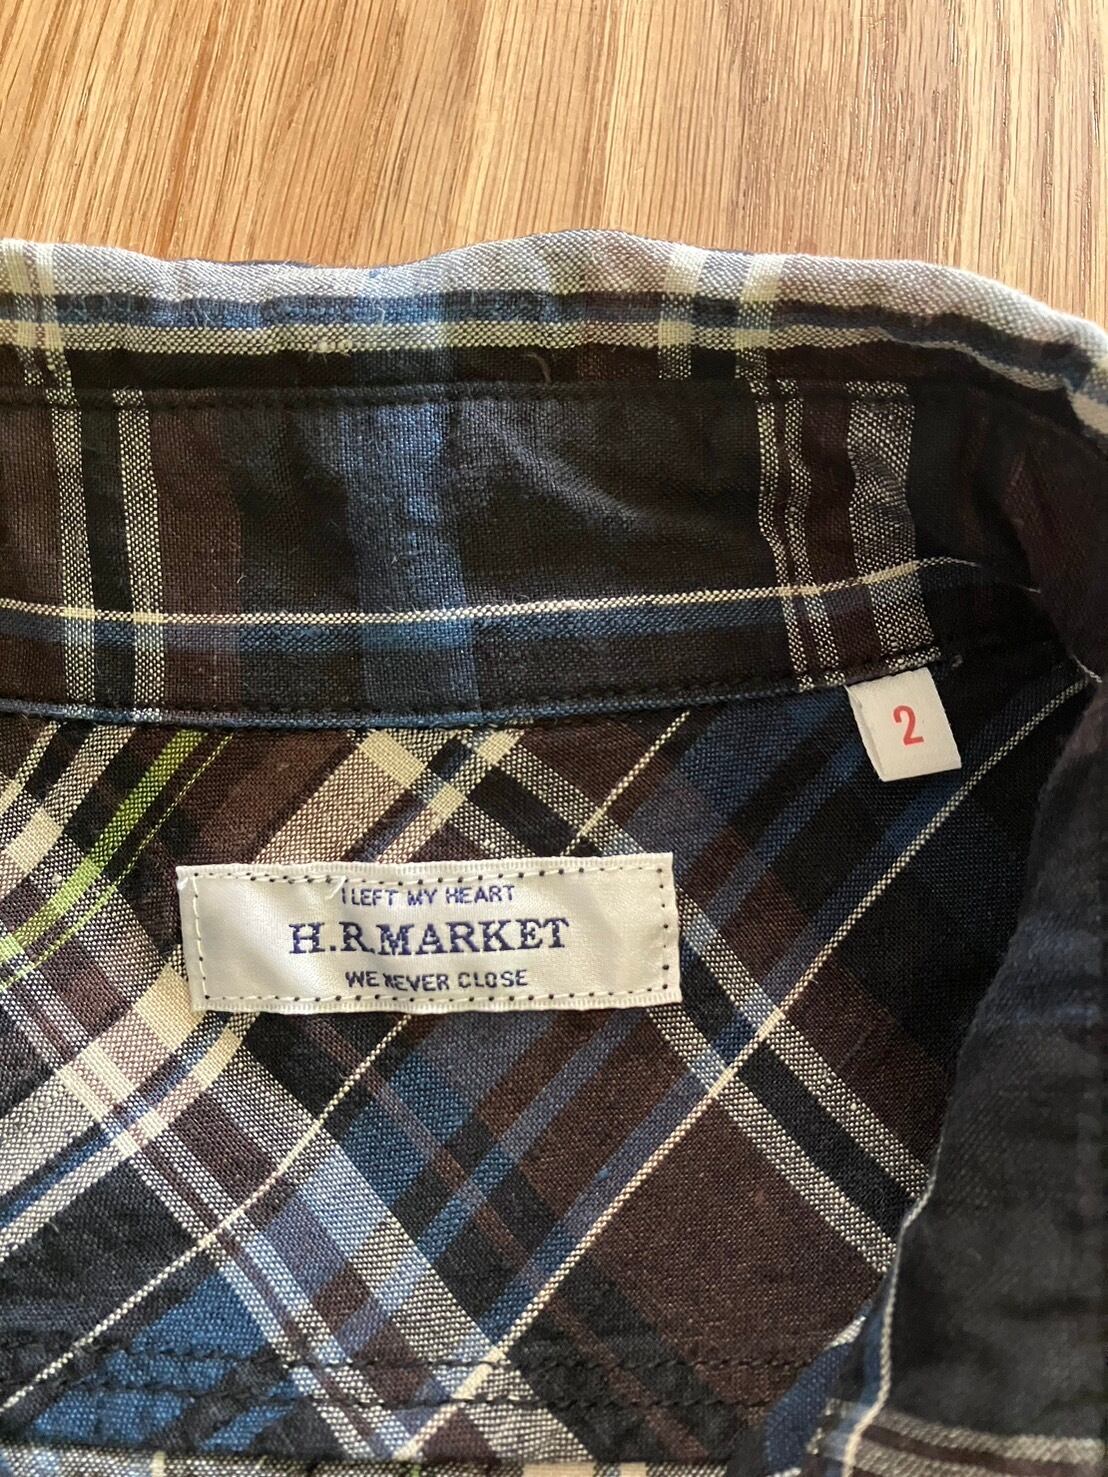 2
I LEFT MY HEART
H.R.MARKET
WE NEVER CLOSE